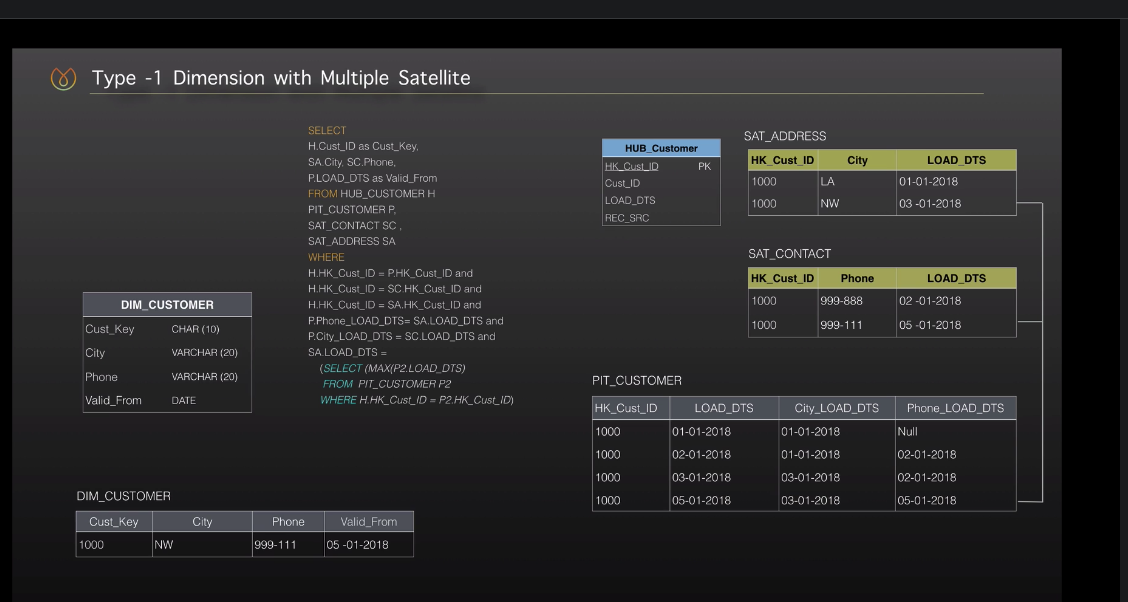 Type -1 Dimension with Multiple Satellite
SELECT
H.Cust_ID as Cust_Key,
SA.City, SC.Phone,
P.LOAD_DTS as Valid_From
FROM HUB_CUSTOMER H
PIT_CUSTOMER P,
SAT_CONTACT SC ,
SAT_ADDRESS SA
WHERE
H.HK_Cust_ID = P.HK_Cust_ID and
H.HK_Cust_ID = SC.HK_Cust_ID and
H.HK_Cust_ID = SA.HK_Cust_ID and
P.Phone_LOAD_DTS= SA.LOAD_DTS and
P.City_LOAD_DTS = SC.LOAD_DTS and
SA.LOAD_DTS =
(SELECT (MAX(P2.LOAD_DTS)
FROM PIT_CUSTOMER P2
WHERE H.HK_Cust_ID = P2.HK_Cust_ID)
HUB_Customer
HK_Cust_ID PK
Cust_ID
LOAD_DTS
REC_SRC
SAT_ADDRESS
HK_Cust_ID City LOAD_DTS
1000 LA 01-01-2018
1000 NW 03 -01-2018
SAT_CONTACT
HK_Cust_ID Phone LOAD_DTS
1000 999-888 02 -01-2018
1000 999-111 05 -01-2018
DIM_CUSTOMER
Cust_Key CHAR (10)
City VARCHAR (20)
Phone VARCHAR (20)
Valid_From DATE
PIT_CUSTOMER
HK_Cust_ID LOAD_DTS City_LOAD_DTS Phone_LOAD_DTS
1000 01-01-2018 01-01-2018 Null
1000 02-01-2018 01-01-2018 02-01-2018
1000 03-01-2018 03-01-2018 02-01-2018
1000 05-01-2018 03-01-2018 05-01-2018
DIM_CUSTOMER
Cust_Key City Phone Valid_From
1000 NW 999-111 05 -01-2018